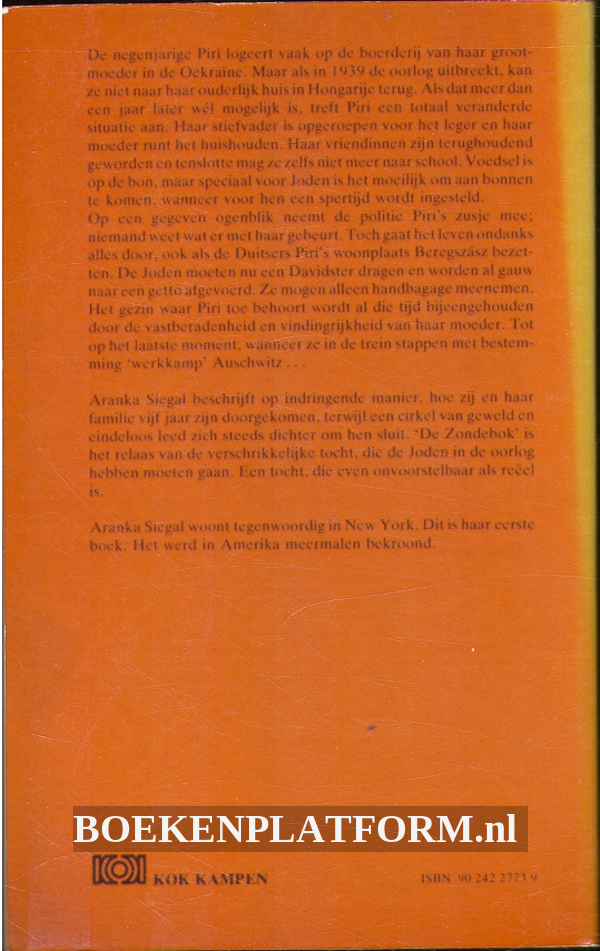 De negenjarige Piri logeert vaak op de boerderij van haar groot-
moeder in de Oekraïne. Maar als in 1939 de oorlog uitbreekt, kan
ze niet naar haar ouderlijk huis in Hongarije terug. Als dat meer dan
een jaar later wél mogelijk is, treft Piri een totaal veranderde
situatie aan. Haar stiefvader is opgeroepen voor het leger en haar
moeder runt het huishouden. Haar vriendinnen zijn terughoudend
geworden en tenslotte mag ze zelfs niet meer naar school. Voedsel is
op de bon, maar speciaal voor Joden is het moeilijk om aan bonnen
te komen, wanneer voor hen een spertijd wordt ingesteld.
Op een gegeven ogenblik neemt de politie Piri's zusje mee;
niemand weet wat er met haar gebeurt. Toch gaat het leven ondanks
alles door, ook als de Duitsers Piri's woonplaats Beregszász bezet-
ten. De Joden moeten nu een Davidster dragen en worden al gauw
naar een getto afgevoerd. Ze mogen alleen handbagage meenemen.
Het gezin waar Piri toe behoort wordt al die tijd bijeengehouden
door de vastberadenheid en vindingrijkheid van haar moeder. Tot
op het laatste moment, wanneer ze in de trein stappen met bestem-
ming 'werkkamp' Auschwitz . . .
Aranka Siegal beschrijft op indringende manier, hoe zij en haar
familie vijf jaar zijn doorgekomen, terwijl een cirkel van geweld en
eindeloos leed zich steeds dichter om hen sluit. 'De Zondebok' is
het relaas van de verschrikkelijke tocht, die de Joden in de oorlog
hebben moeten gaan. Een tocht, die even onvoorstelbaar als reëel
is.
Aranka Siegal woont tegenwoordig in New York. Dit is haar eerste
boek. Het werd in Amerika meermalen bekroond.
BOEKENPLATFORM.nl
KOK KAMPEN
ISBN 90 242 2773 9